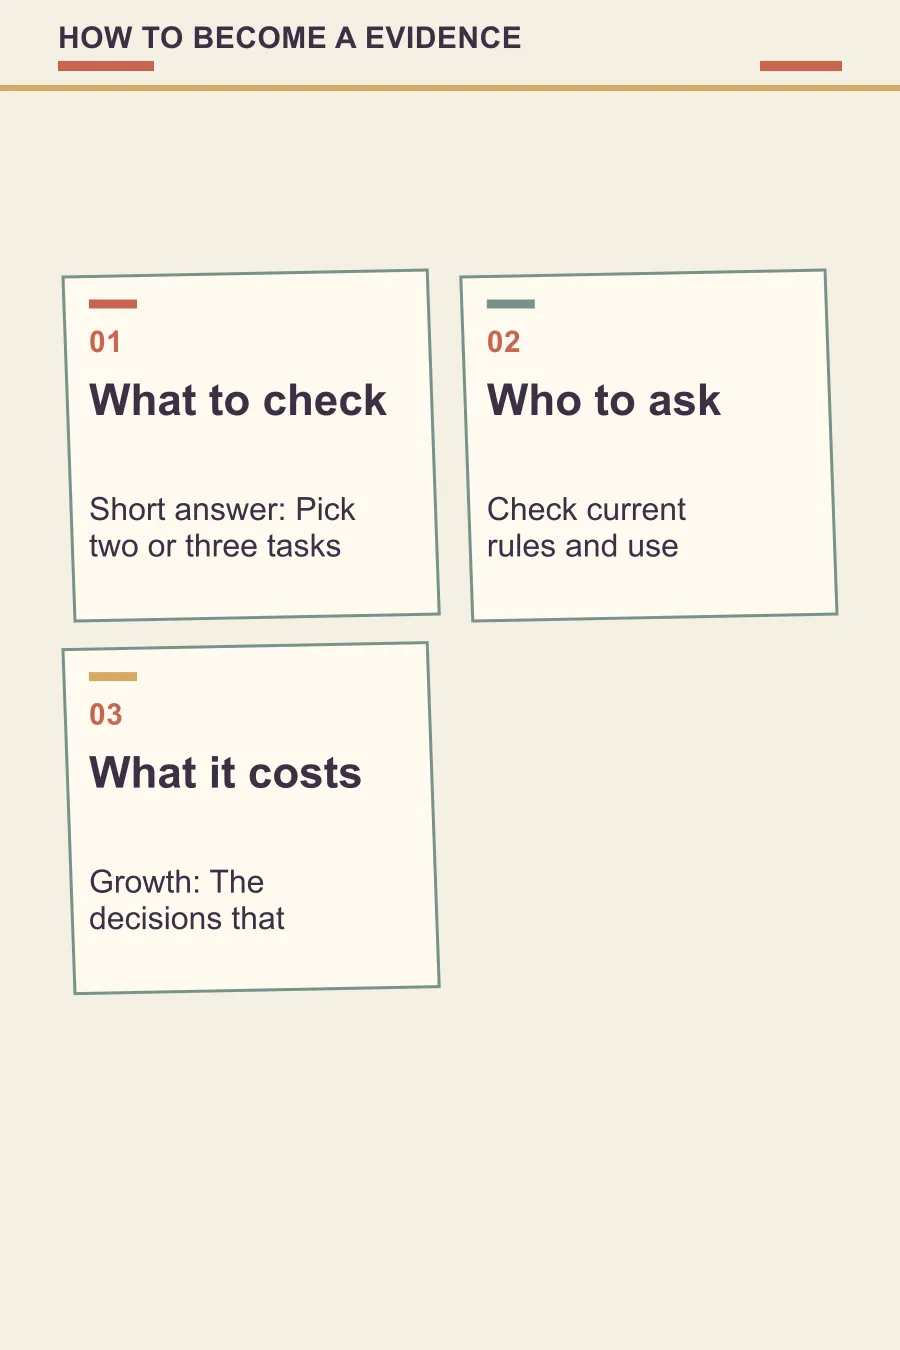 HOW TO BECOME A EVIDENCE
01
What to check
Short answer: Pick
two or three tasks
02
Who to ask
Check current
rules and use
03
What it costs
Growth: The
decisions that